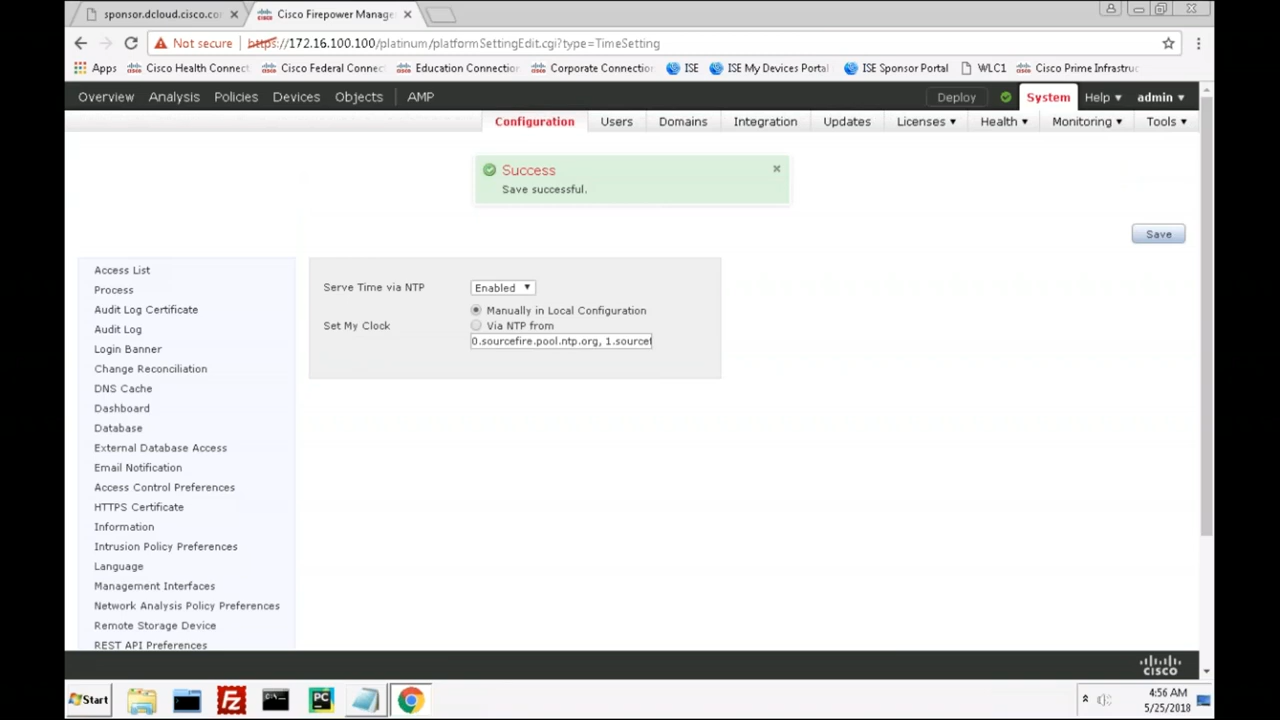 sponsor.dcloud.cisco.co
Cisco Firepower Manage
Not secure https://172.16.100.100/platinum/platformSettingEdit.cgi?type=TimeSetting
Apps Cisco Health Connect Cisco Federal Connec Education Connection Corporate Connection ISE ISE My Devices Portal ISE Sponsor Portal WLC1 Cisco Prime Infrastruc
Overview Analysis Policies Devices Objects AMP Deploy System Help admin
Configuration Users Domains Integration Updates Licenses Health Monitoring Tools
Success
Save successful.
Save
Access List
Process
Audit Log Certificate
Audit Log
Login Banner
Change Reconciliation
DNS Cache
Dashboard
Database
External Database Access
Email Notification
Access Control Preferences
HTTPS Certificate
Information
Intrusion Policy Preferences
Language
Management Interfaces
Network Analysis Policy Preferences
Remote Storage Device
REST API Preferences
Serve Time via NTP Enabled
Set My Clock
Manually in Local Configuration
Via NTP from
0.sourcefire.pool.ntp.org, 1.sourcef
CISCO
Start
FZ
PC
4:56 AM
5/25/2018